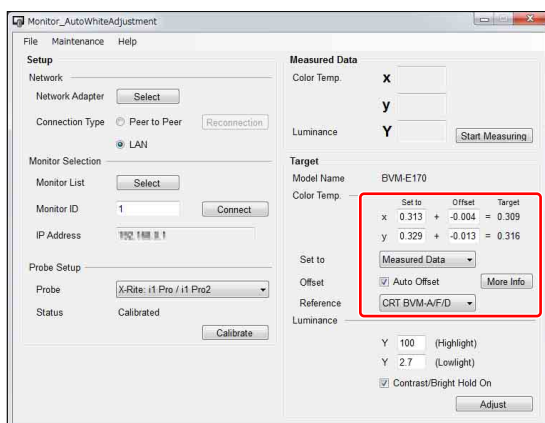 Monitor_AutoWhiteAdjustment
File Maintenance Help
Setup
Network
Network Adapter Select
Connection Type Peer to Peer Reconnection
LAN
Monitor Selection
Monitor List Select
Monitor ID 1 Connect
IP Address
Probe Setup
Probe X-Rite: i1 Pro / i1 Pro2
Status Calibrated
Calibrate
Measured Data
Color Temp. x
y
Luminance Y Start Measuring
Target
Model Name BVM-E170
Color Temp.
Set to Offset Target
x 0.313 + -0.004 = 0.309
y 0.329 + -0.013 = 0.316
Set to Measured Data
Offset Auto Offset More Info
Reference CRT BVM-A/F/D
Luminance
Y 100 (Highlight)
Y 2.7 (Lowlight)
Contrast/Bright Hold On
Adjust